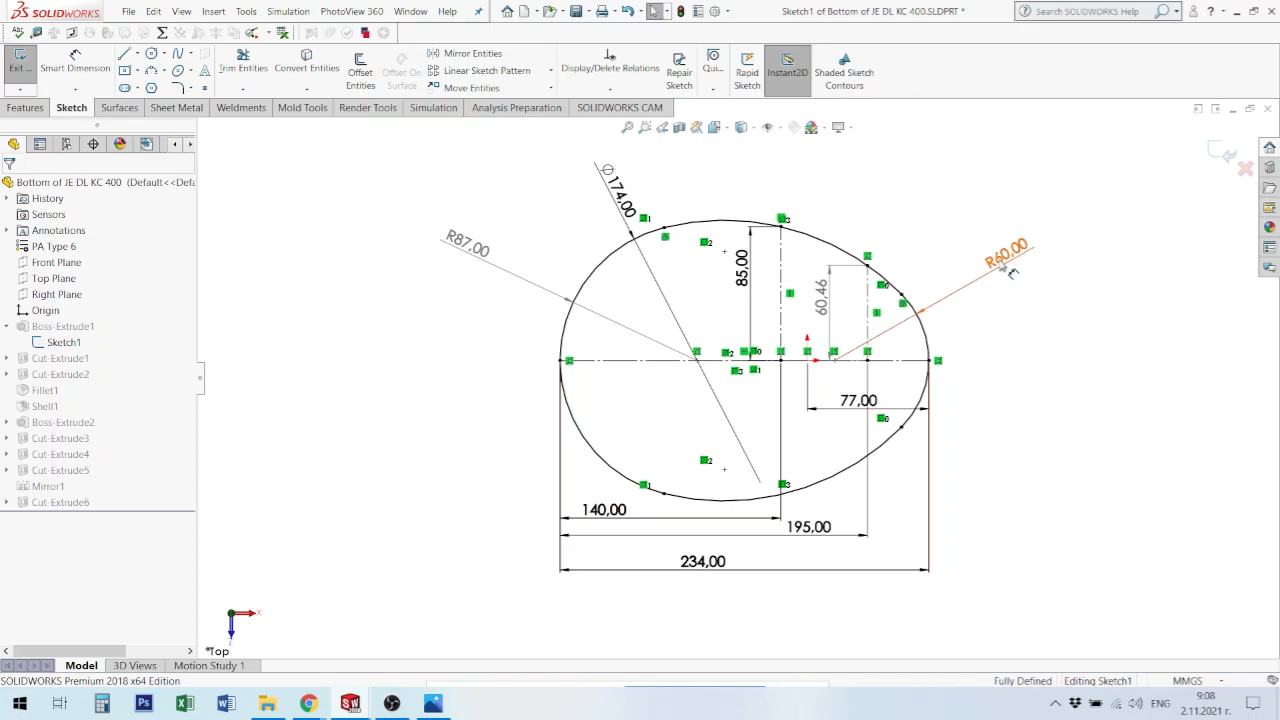 SOLIDWORKS
File
Edit
View
Insert
Tools
Simulation
PhotoView 360
Window
Help
Sketch1 of Bottom of JE DL KC 400.SLDPRT *
Search SOLIDWORKS Help
Exit ...
Smart Dimension
Trim Entities
Convert Entities
Offset Entities
Offset On Surface
Mirror Entities
Linear Sketch Pattern
Move Entities
Display/Delete Relations
Repair Sketch
Qui...
Rapid Sketch
Instant2D
Shaded Sketch Contours
Features
Sketch
Surfaces
Sheet Metal
Weldments
Mold Tools
Render Tools
Simulation
Analysis Preparation
SOLIDWORKS CAM
Bottom of JE DL KC 400 (Default<<Defa
History
Sensors
Annotations
PA Type 6
Front Plane
Top Plane
Right Plane
Origin
Boss-Extrude1
Sketch1
Cut-Extrude1
Cut-Extrude2
Fillet1
Shell1
Boss-Extrude2
Cut-Extrude3
Cut-Extrude4
Cut-Extrude5
Mirror1
Cut-Extrude6
∅174,00
R87,00
85,00
60,46
R60,00
77,00
140,00
195,00
234,00
*Top
Model
3D Views
Motion Study 1
SOLIDWORKS Premium 2018 x64 Edition
Fully Defined
Editing Sketch1
MMGS
ENG
9:08
2.11.2021 г.